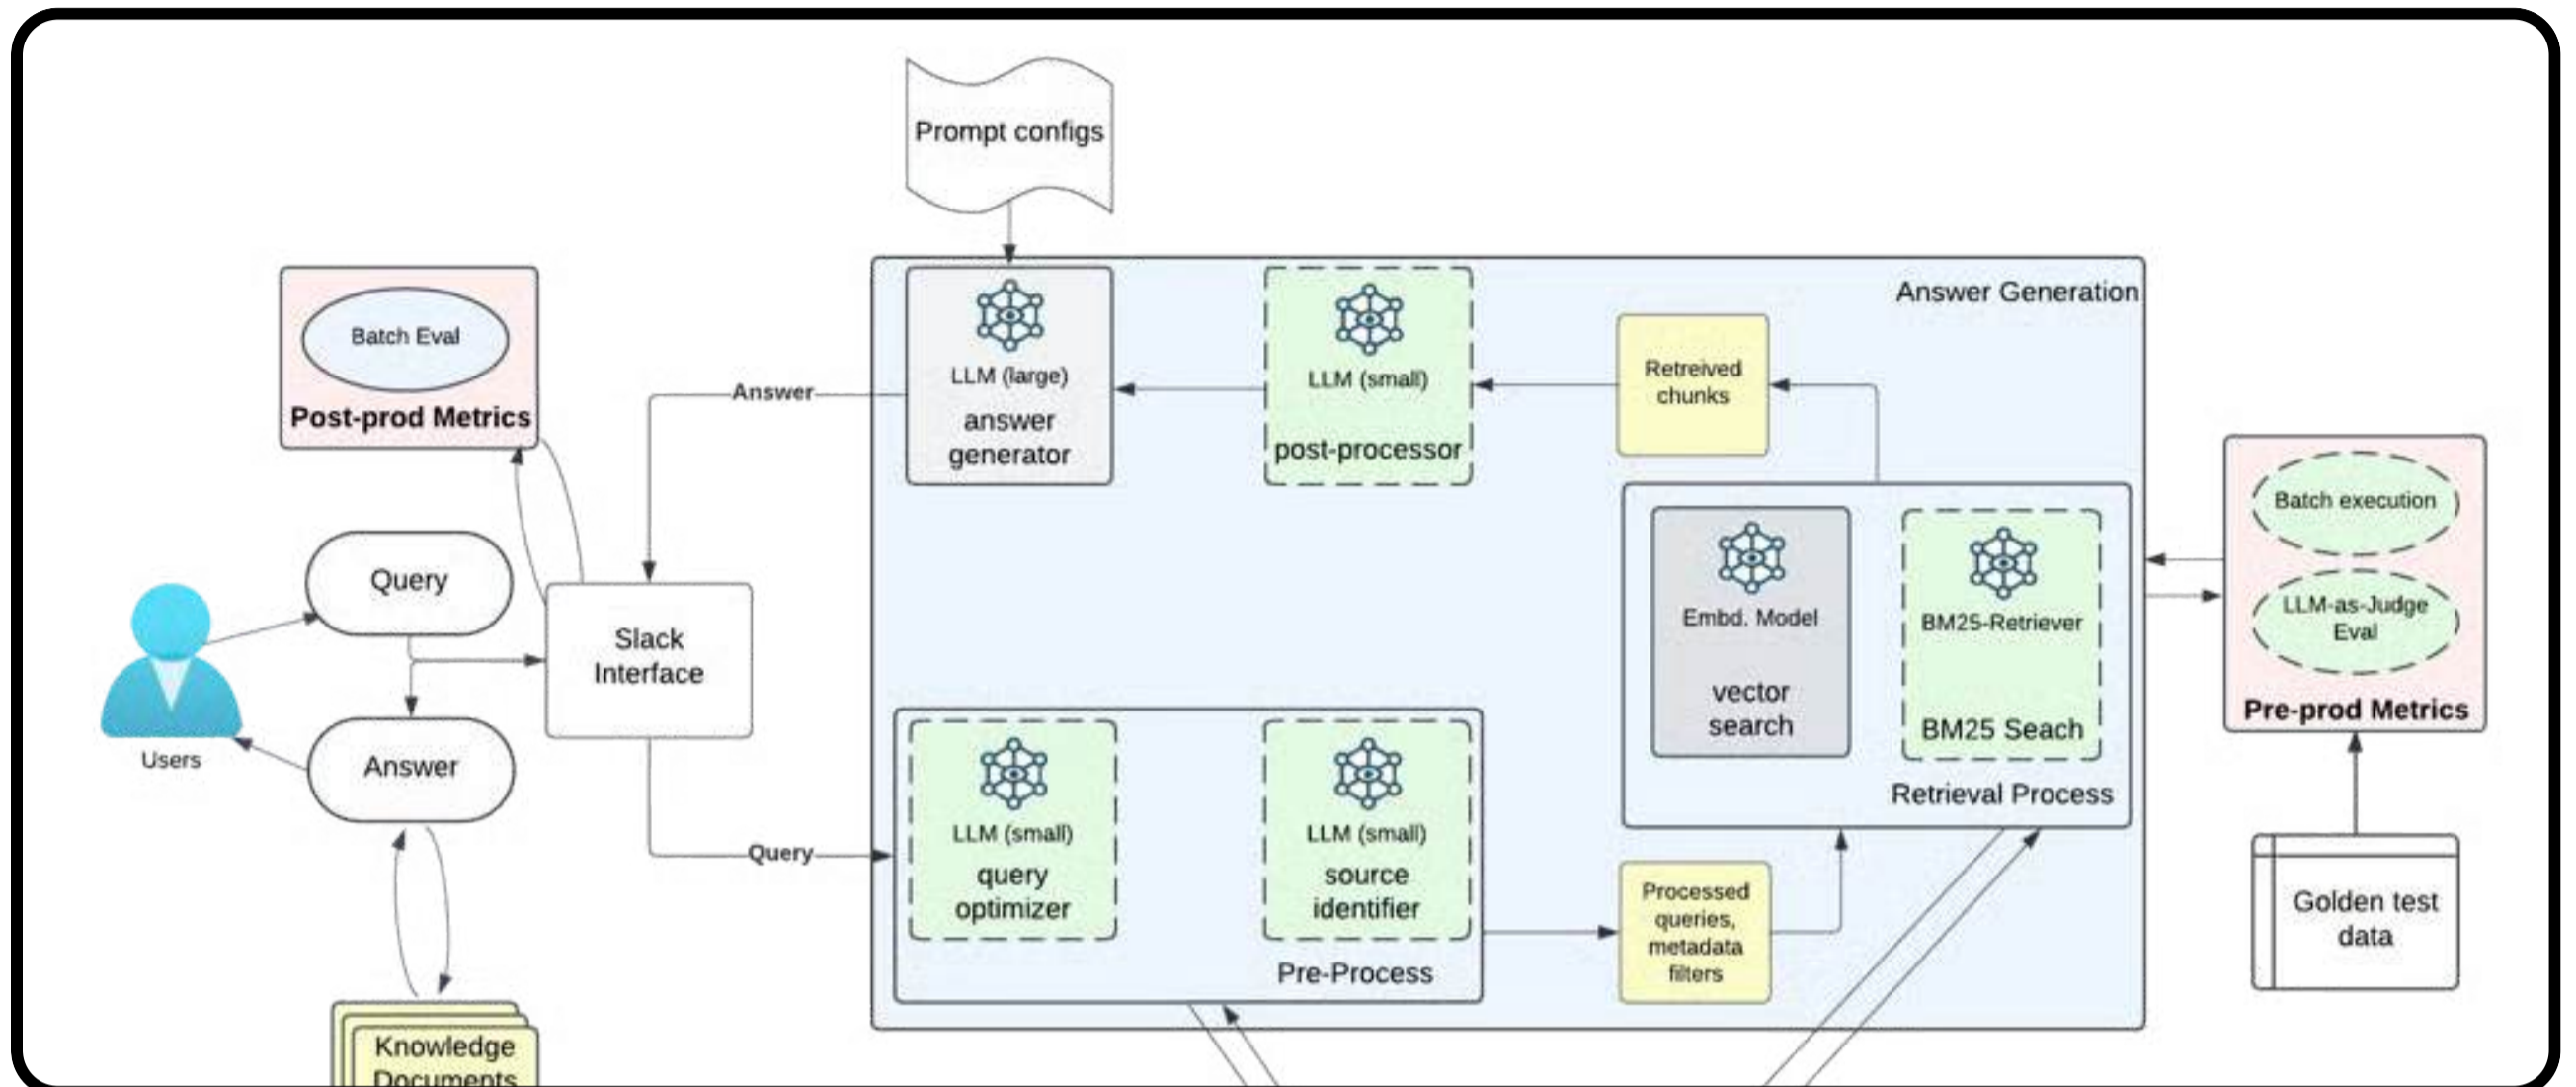 Prompt configs
Answer Generation
Batch Eval
Post-prod Metrics
Answer
LLM (large)
answer
generator
LLM (small)
post-processor
Retreived
chunks
Query
Slack
Interface
Users
Answer
Query
LLM (small)
query
optimizer
LLM (small)
source
identifier
Pre-Process
Processed
queries,
metadata
filters
Embd. Model
vector
search
BM25-Retriever
BM25 Seach
Retrieval Process
Batch execution
LLM-as-Judge
Eval
Pre-prod Metrics
Golden test
data
Knowledge
Documents